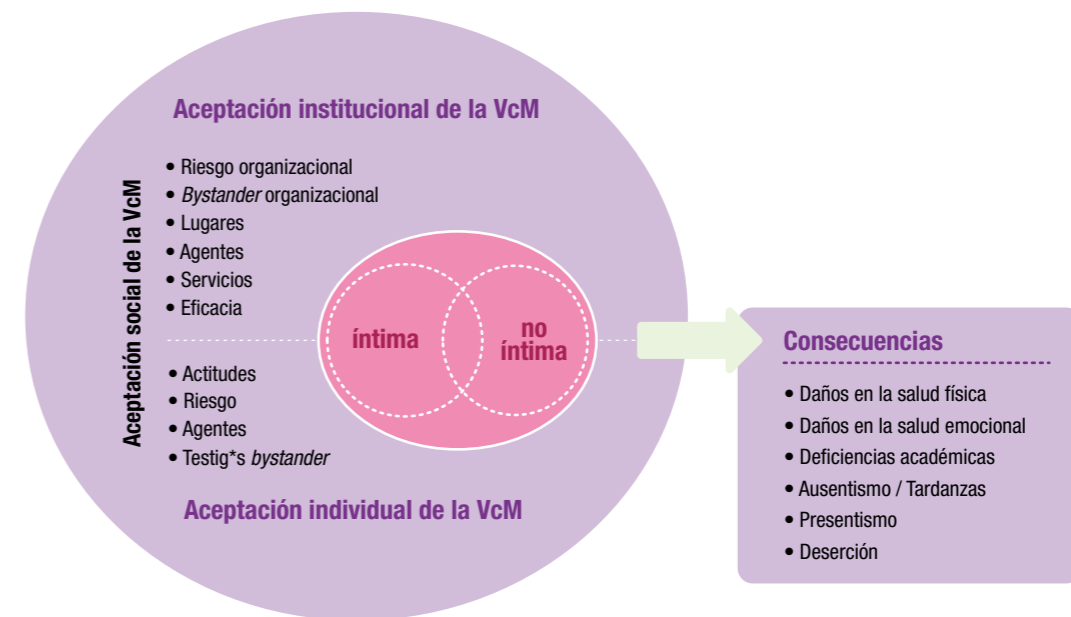 Aceptación institucional de la VcM
Aceptación social de la VcM
• Riesgo organizacional
• Bystander organizacional
• Lugares
• Agentes
• Servicios
• Eficacia
íntima
no
íntima
• Actitudes
• Riesgo
• Agentes
• Testig*s bystander
Aceptación individual de la VcM
Consecuencias
• Daños en la salud física
• Daños en la salud emocional
• Deficiencias académicas
• Ausentismo / Tardanzas
• Presentismo
• Deserción